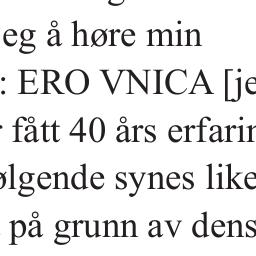 eg å høre min
: ERO VNICA [je
fått 40 års erfarin
ølgende synes like
på grunn av dens